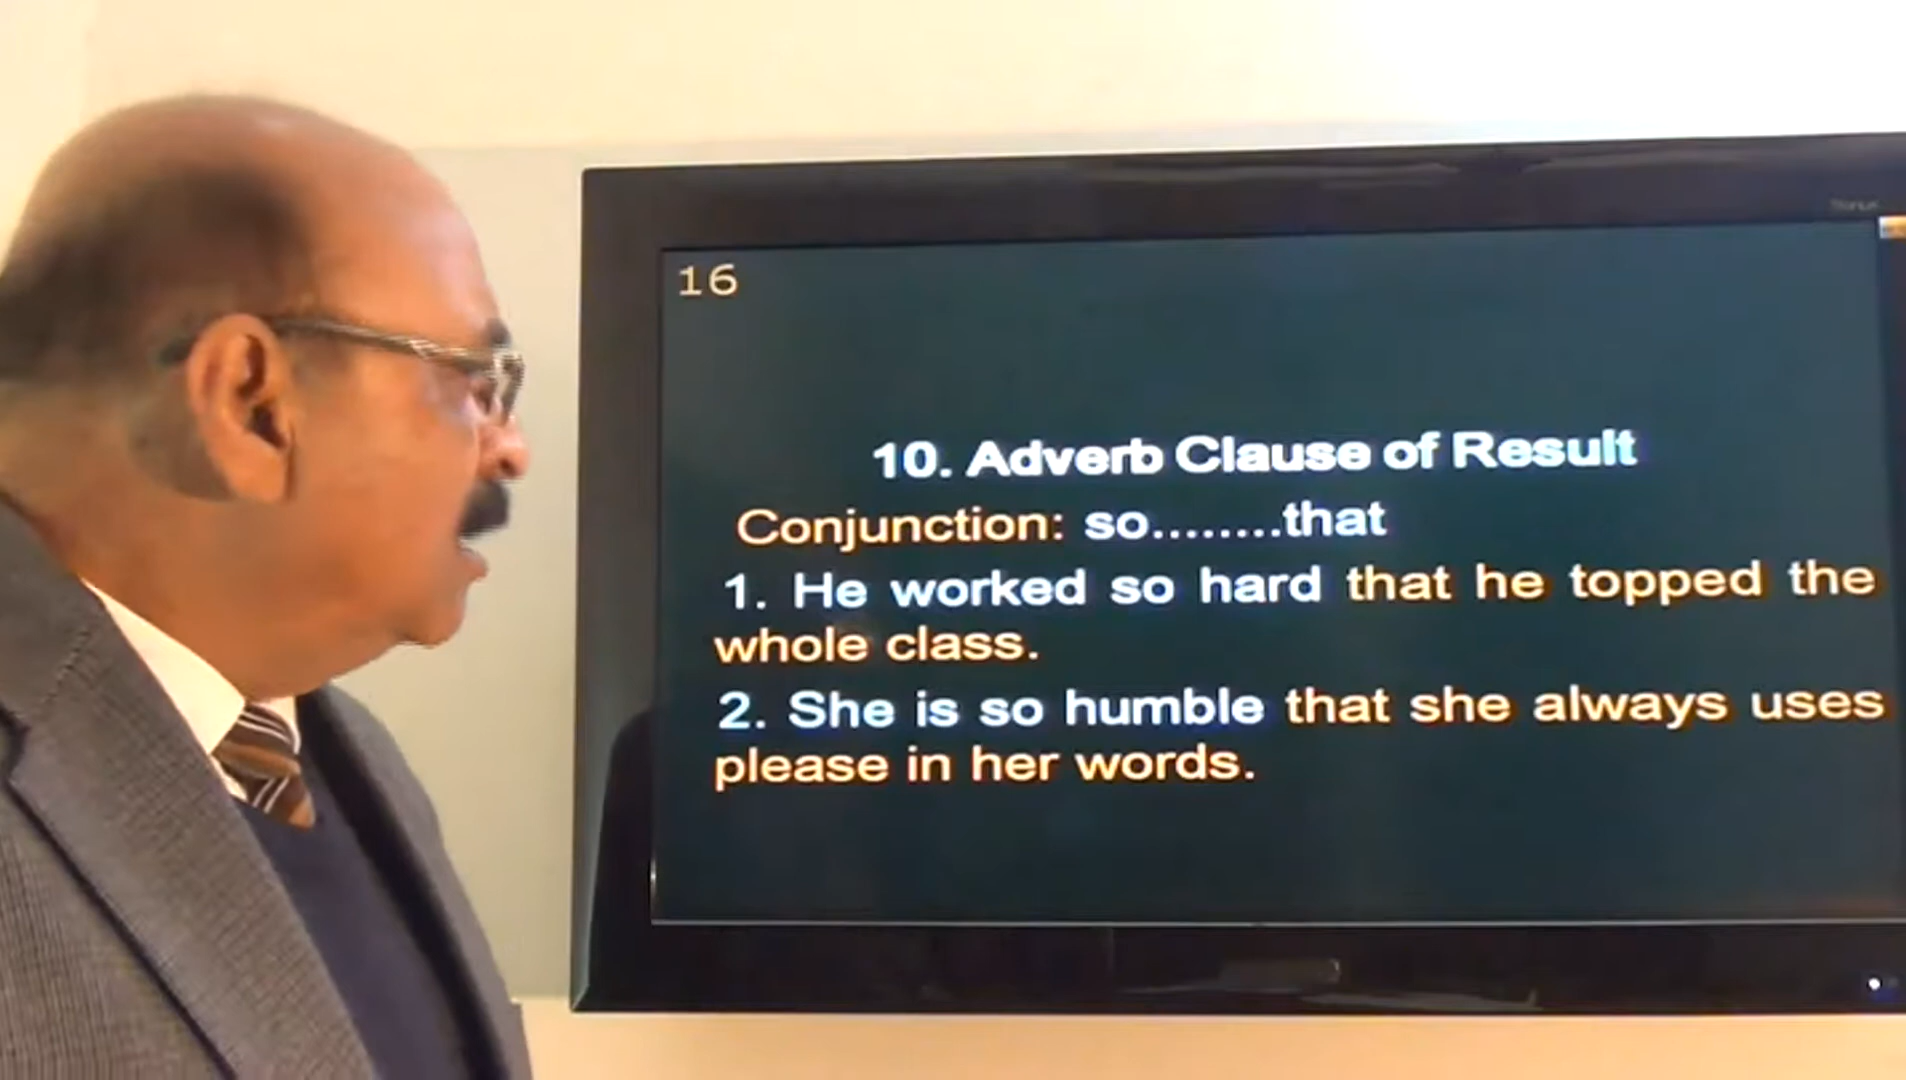 16
10. Adverb Clause of Result
Conjunction: so........that
1. He worked so hard that he topped the
whole class.
2. She is so humble that she always uses
please in her words.